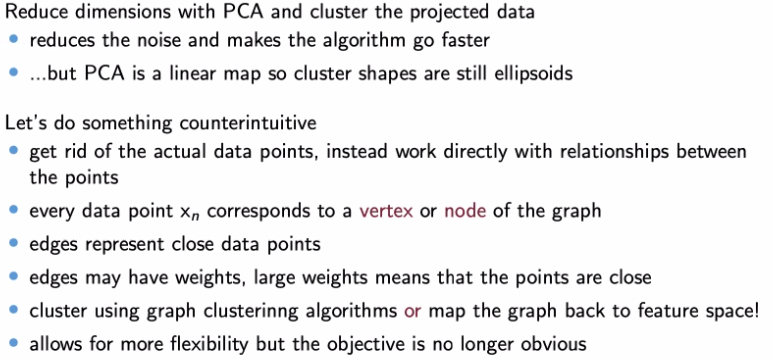 Reduce dimensions with PCA and cluster the projected data
• reduces the noise and makes the algorithm go faster
• ...but PCA is a linear map so cluster shapes are still ellipsoids
Let's do something counterintuitive
• get rid of the actual data points, instead work directly with relationships between
the points
• every data point xₙ corresponds to a vertex or node of the graph
• edges represent close data points
• edges may have weights, large weights means that the points are close
• cluster using graph clusterinng algorithms or map the graph back to feature space!
• allows for more flexibility but the objective is no longer obvious